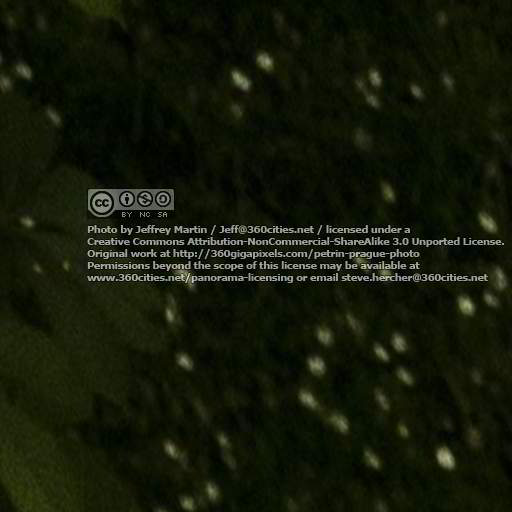 cc
BY NC SA
Photo by Jeffrey Martin / Jeff@360cities.net / licensed under a
Creative Commons Attribution-NonCommercial-ShareAlike 3.0 Unported License.
Original work at http://360gigapixels.com/petrin-prague-photo
Permissions beyond the scope of this license may be available at
www.360cities.net/panorama-licensing or email steve.hercher@360cities.net